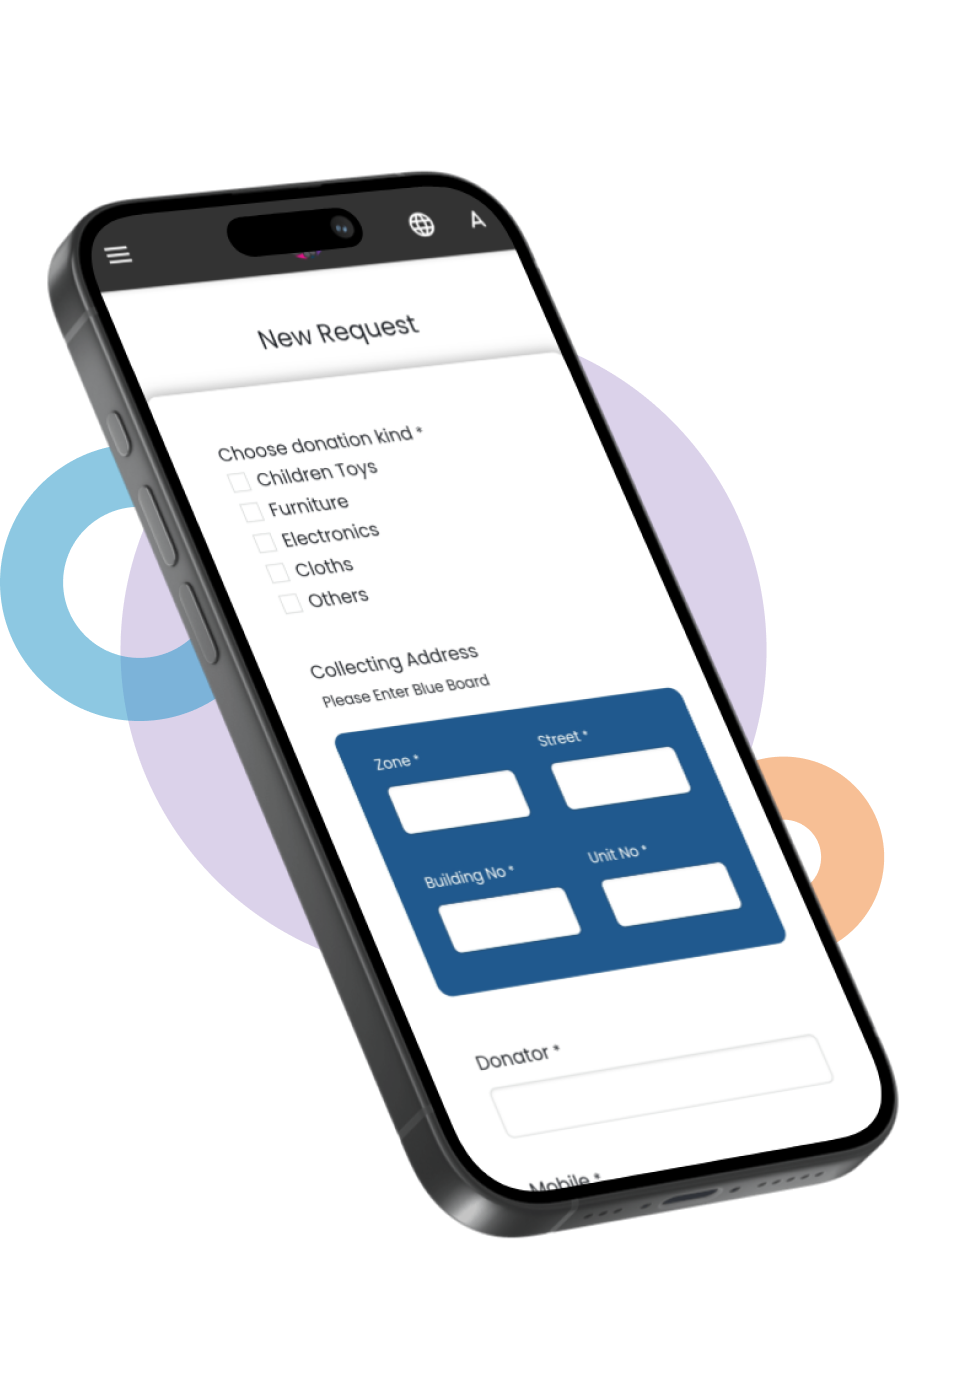 A
New Request
Choose donation kind *
Children Toys
Furniture
Electronics
Cloths
Others
Collecting Address
Please Enter Blue Board
Zone *
Street *
Building No *
Unit No *
Donator *
Mobile *